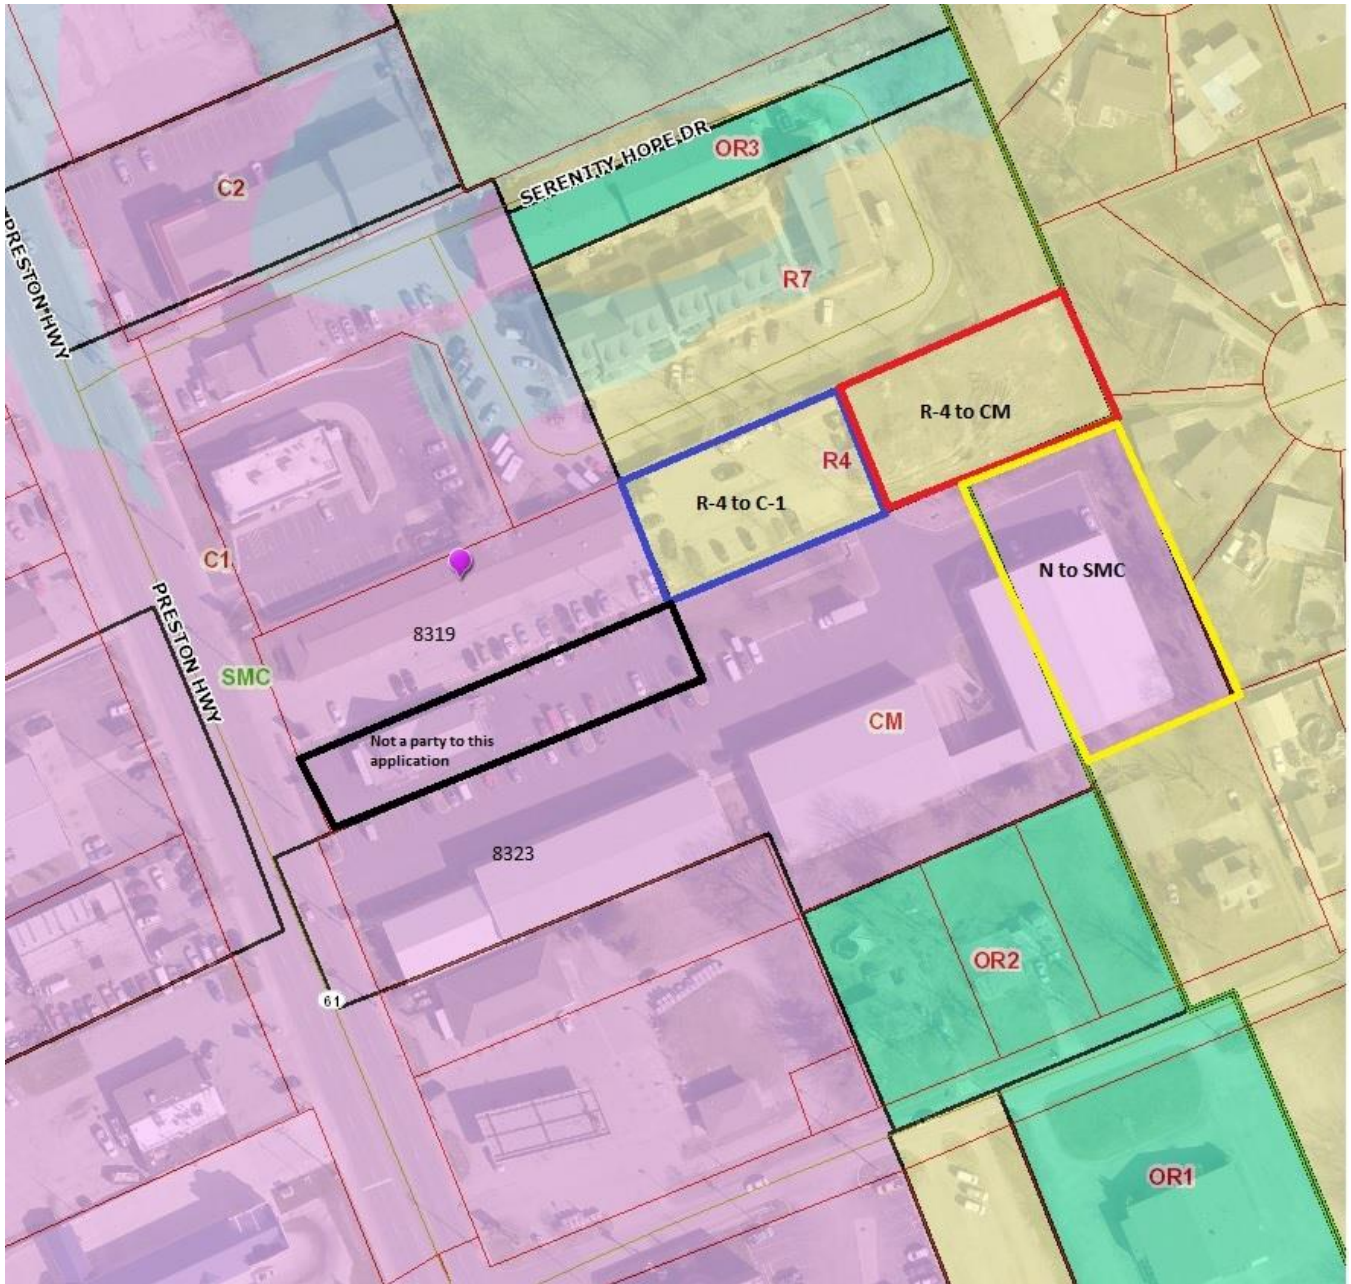 SERENITY HOPE DR
OR3
C2
PRESTON HWY
R7
R-4 to CM
R4
R-4 to C-1
C1
N to SMC
PRESTON HWY
8319
SMC
CM
Not a party to this
application
8323
OR2
61
OR1